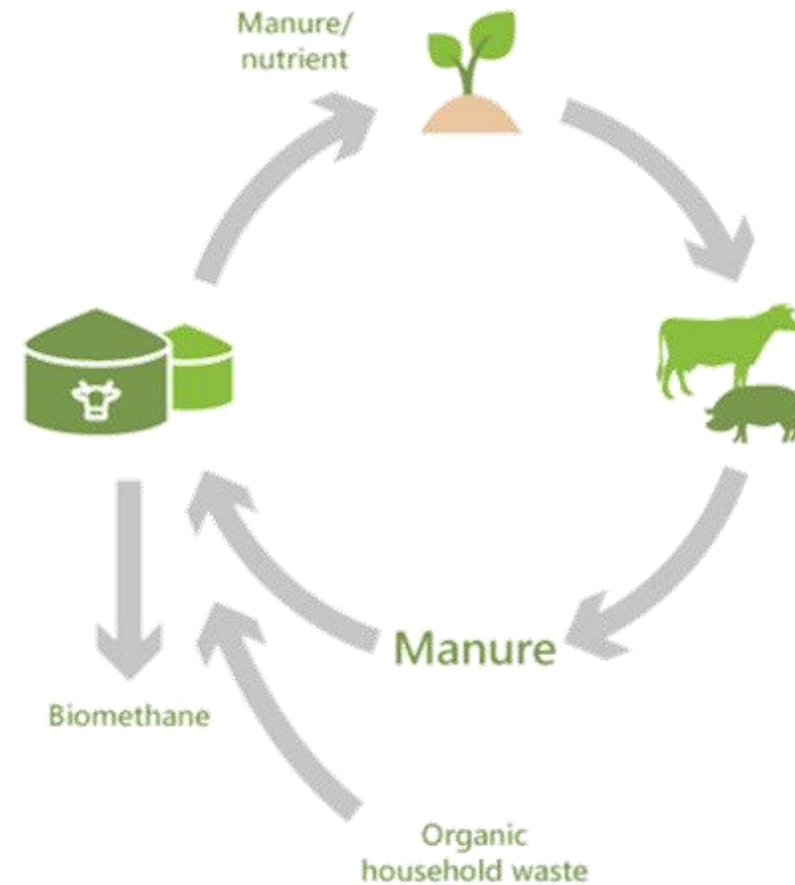 Manure/
nutrient
Manure
Biomethane
Organic
household waste